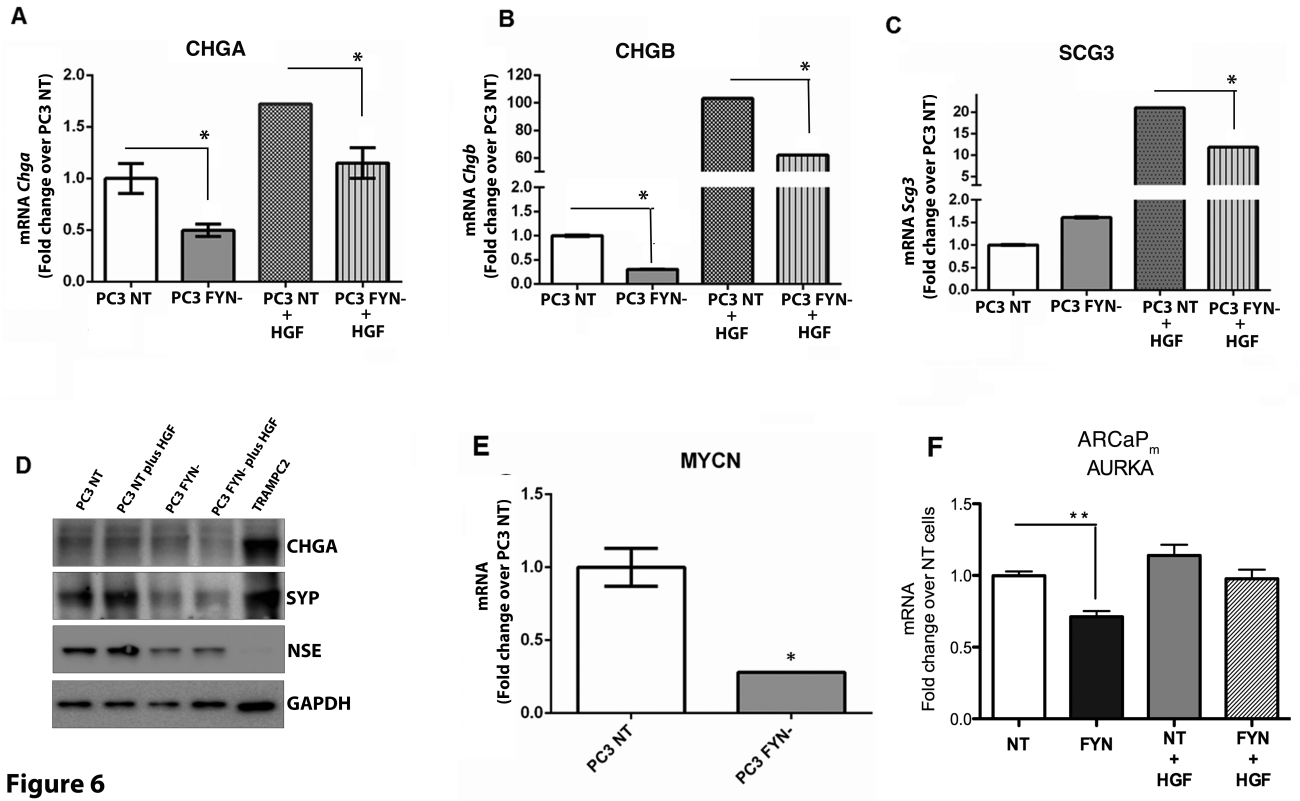 A
CHGA
mRNA Chga
(Fold change over PC3 NT)
2.0
1.5
1.0
0.5
0.0
*
*
PC3 NT
PC3 FYN-
PC3 NT
+
HGF
PC3 FYN-
+
HGF
B
CHGB
mRNA Chgb
(Fold change over PC3 NT)
120
100
80
60
2.0
1.5
1.0
0.5
0.0
*
*
PC3 NT
PC3 FYN-
PC3 NT
+
HGF
PC3 FYN-
+
HGF
C
SCG3
mRNA Scg3
(Fold change over PC3 NT)
20
15
10
5
2.0
1.5
1.0
0.5
0.0
*
PC3 NT
PC3 FYN-
PC3 NT
+
HGF
PC3 FYN-
+
HGF
D
PC3 NT
PC3 NT plus HGF
PC3 FYN-
PC3 FYN- plus HGF
TRAMPC2
CHGA
SYP
NSE
GAPDH
E
MYCN
mRNA
(Fold change over PC3 NT)
1.5
1.0
0.5
0.0
*
PC3 NT
PC3 FYN-
F
ARCaPm
AURKA
mRNA
Fold change over NT cells
1.5
1.0
0.5
0.0
**
NT
FYN
NT
+
HGF
FYN
+
HGF
Figure 6